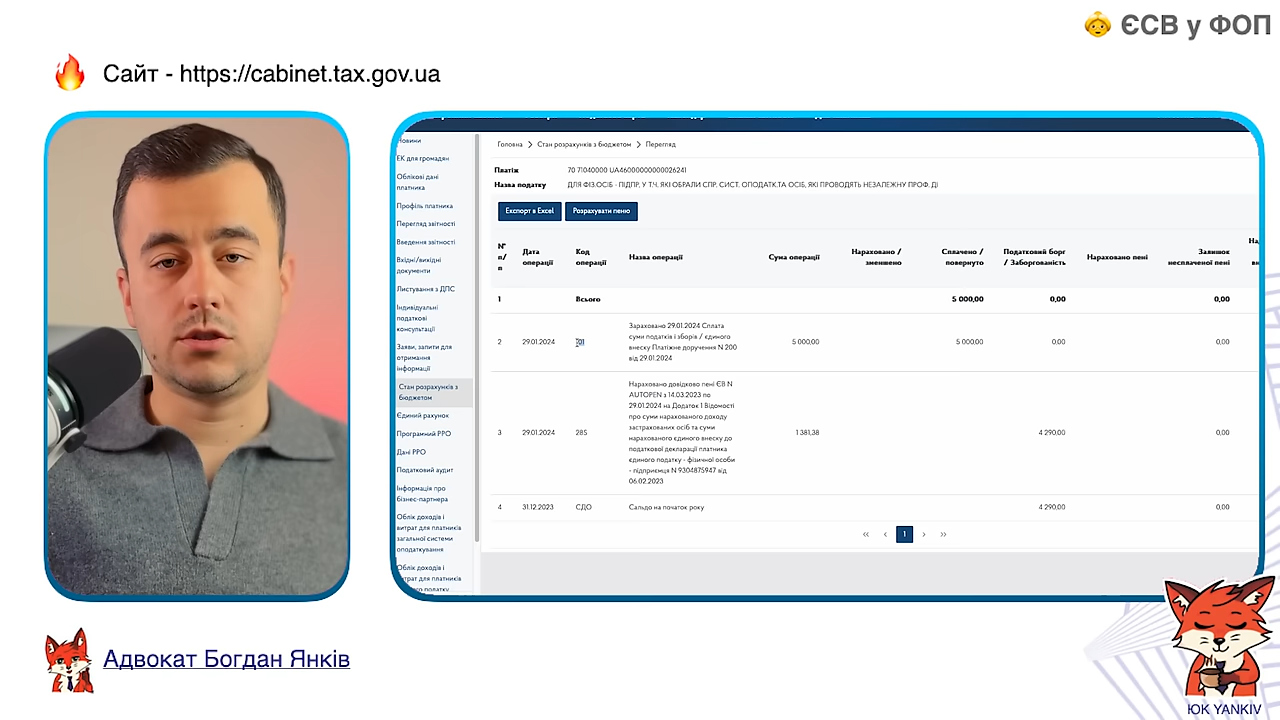 ЄСВ у ФОП
Сайт - https://cabinet.tax.gov.ua
Новини
ЕК для громадян
Облікові дані
платника
Профіль платника
Перегляд звітності
Введення звітності
Вхідні/вихідні
документи
Листування з ДПС
Індивідуальні
податкові
консультації
Заяви, запити для
отримання
інформації
Стан розрахунків з
бюджетом
Єдиний рахунок
Програмний РРО
Дані РРО
Податковий аудит
Інформація про
бізнес-партнера
Облік доходів і
витрат для платників
загальної системи
оподаткування
Облік доходів і
витрат для платників
Головна > Стан розрахунків з бюджетом > Перегляд
Платіж 70 71040000 UA460000000000026241
Назва податку ДЛЯ ФІЗ.ОСІБ - ПІДПР, У Т.Ч. ЯКІ ОБРАЛИ СПР. СИСТ. ОПОДАТК.ТА ОСІБ, ЯКІ ПРОВОДЯТЬ НЕЗАЛЕЖНУ ПРОФ. ДІ
Експорт в Excel Розрахувати пеню
№
п/
п
Дата
операції
Код
операції
Назва операції
Сума операції
Нараховано /
зменшено
Сплачено /
повернуто
Податковий борг
/ Заборгованість
Нараховано пені
Залишок
несплаченої пені
1 Всього 5 000,00 0,00 0,00
2 29.01.2024 101
Зараховано 29.01.2024 Сплата
суми податків і зборів / єдиного
внеску Платіжне доручення N 200
від 29.01.2024
5 000,00 5 000,00 0,00 0,00
3 29.01.2024 285
Нараховано довідково пені ЄВ N
AUTOPEN з 14.03.2023 по
29.01.2024 на Додаток 1 Відомості
про суми нарахованого доходу
застрахованих осіб та суми
нарахованого єдиного внеску до
податкової декларації платника
єдиного податку - фізичної особи
- підприємця N 9304875947 від
06.02.2023
1 381,38 4 290,00 0,00
4 31.12.2023 СДО Сальдо на початок року 4 290,00 0,00
« ‹ 1 › »
Адвокат Богдан Янків
ЮК YANKIV